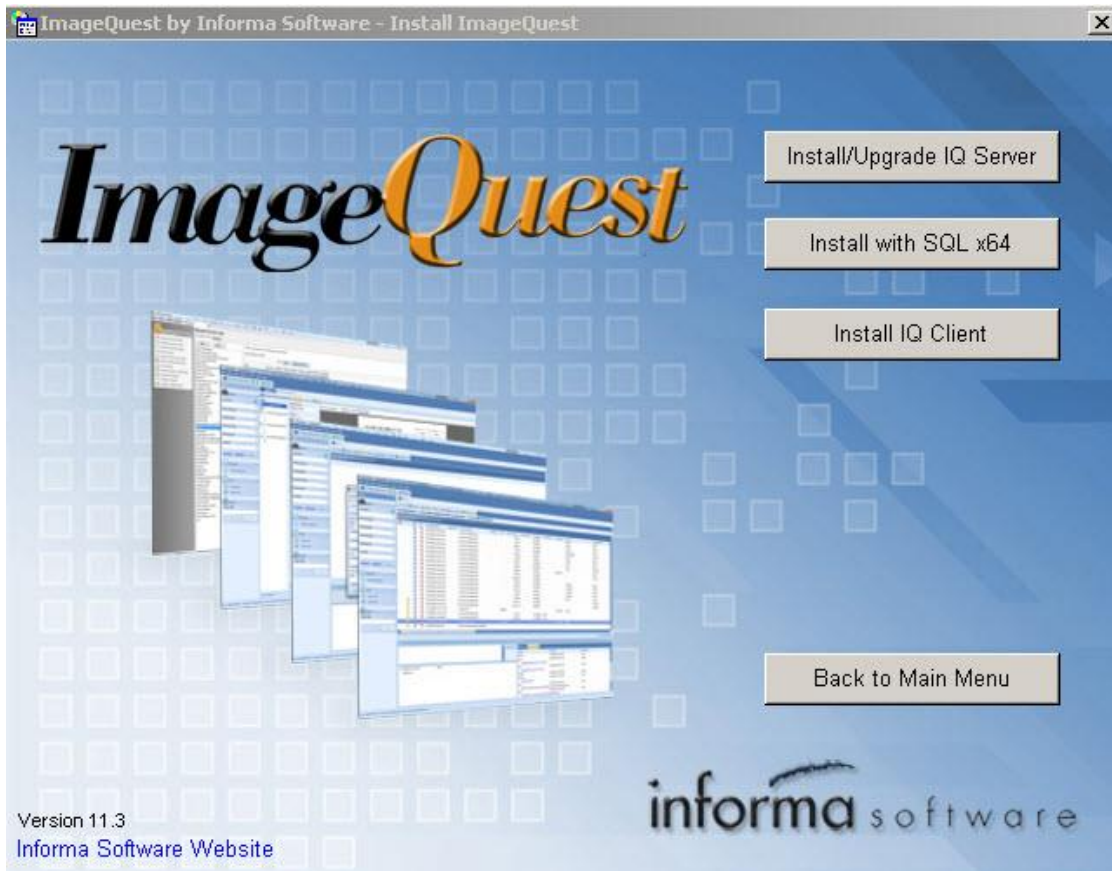 ImageQuest by Informa Software - Install ImageQuest
ImageQuest
Install/Upgrade IQ Server
Install with SQL x64
Install IQ Client
Back to Main Menu
informa software
Version 11.3
Informa Software Website